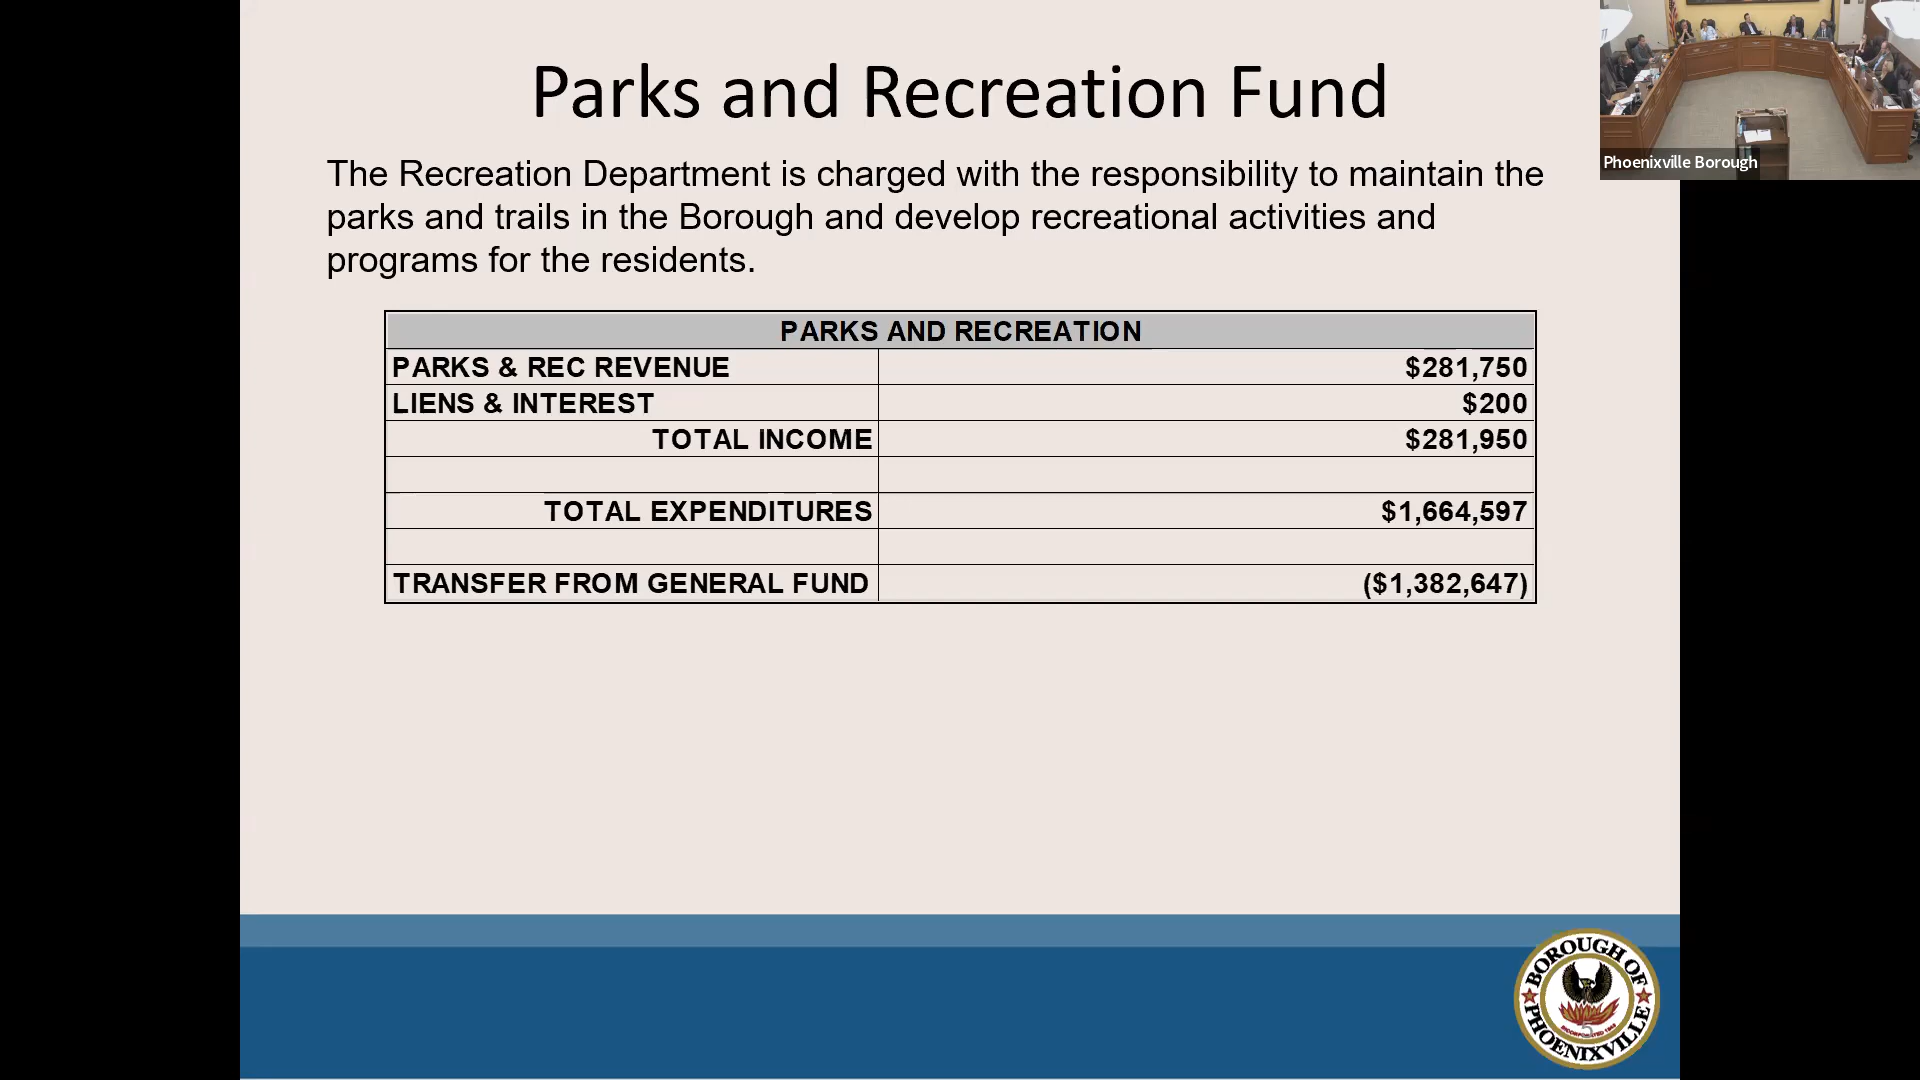 Parks and Recreation Fund
The Recreation Department is charged with the responsibility to maintain the
parks and trails in the Borough and develop recreational activities and
programs for the residents.
PARKS AND RECREATION
PARKS & REC REVENUE $281,750
LIENS & INTEREST $200
TOTAL INCOME $281,950
TOTAL EXPENDITURES $1,664,597
TRANSFER FROM GENERAL FUND ($1,382,647)
Phoenixville Borough
BOROUGH OF
PHOENIXVILLE
5